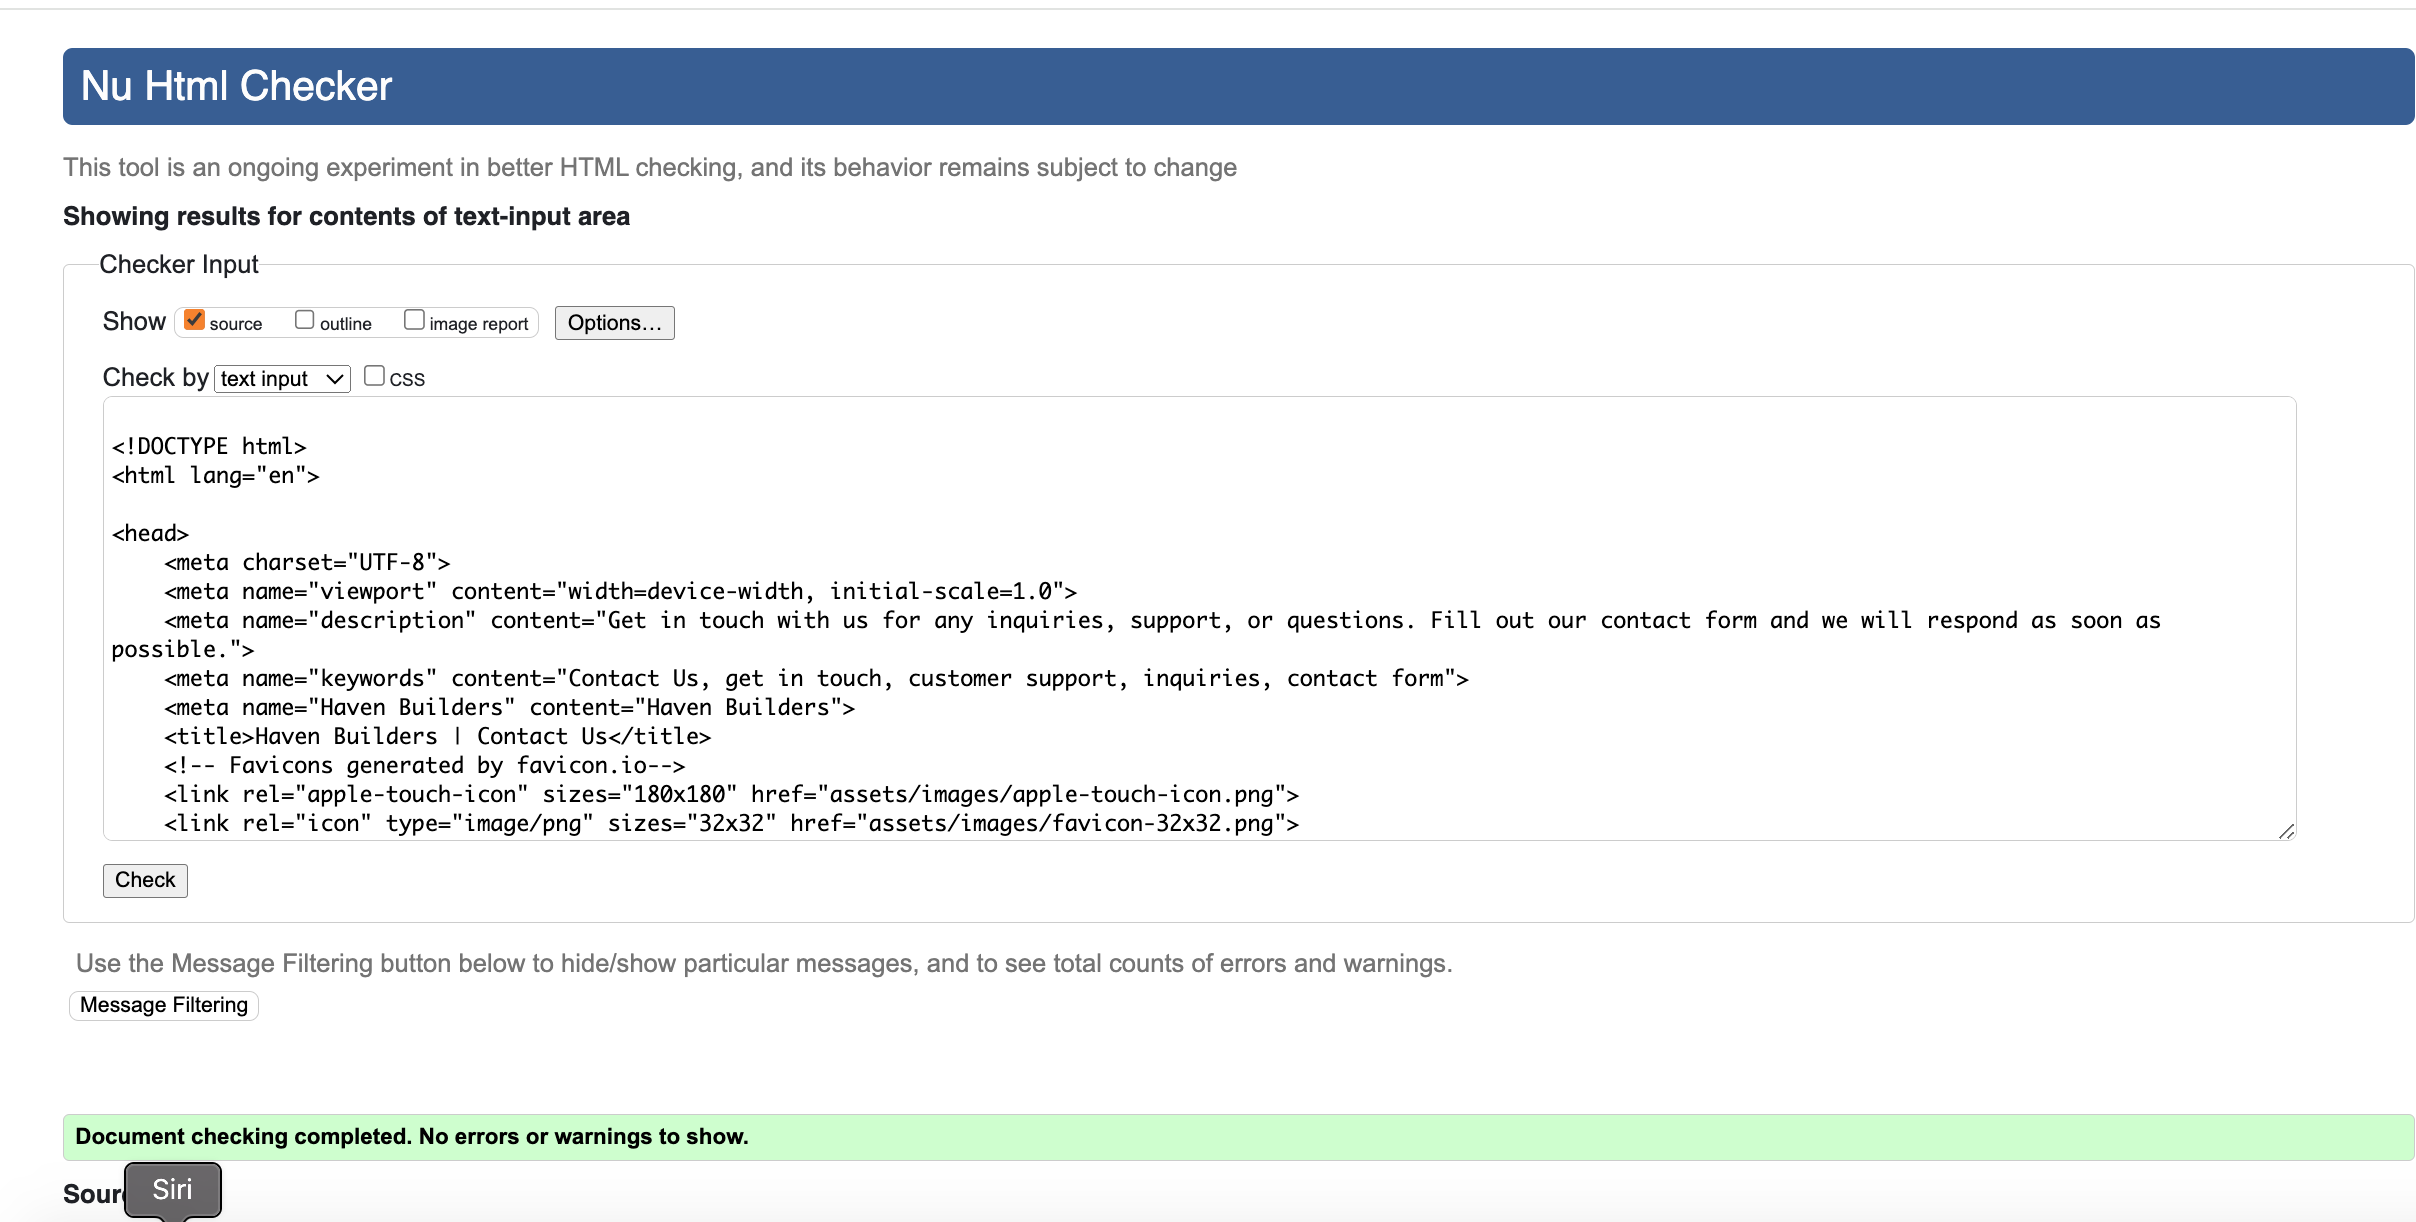 Nu Html Checker
This tool is an ongoing experiment in better HTML checking, and its behavior remains subject to change
Showing results for contents of text-input area
Checker Input
Show source outline image report Options...
Check by text input CSS
<!DOCTYPE html>
<html lang="en">
<head>
    <meta charset="UTF-8">
    <meta name="viewport" content="width=device-width, initial-scale=1.0">
    <meta name="description" content="Get in touch with us for any inquiries, support, or questions. Fill out our contact form and we will respond as soon as
possible.">
    <meta name="keywords" content="Contact Us, get in touch, customer support, inquiries, contact form">
    <meta name="Haven Builders" content="Haven Builders">
    <title>Haven Builders | Contact Us</title>
    <!-- Favicons generated by favicon.io-->
    <link rel="apple-touch-icon" sizes="180x180" href="assets/images/apple-touch-icon.png">
    <link rel="icon" type="image/png" sizes="32x32" href="assets/images/favicon-32x32.png">
Check
Use the Message Filtering button below to hide/show particular messages, and to see total counts of errors and warnings.
Message Filtering
Document checking completed. No errors or warnings to show.
Siri